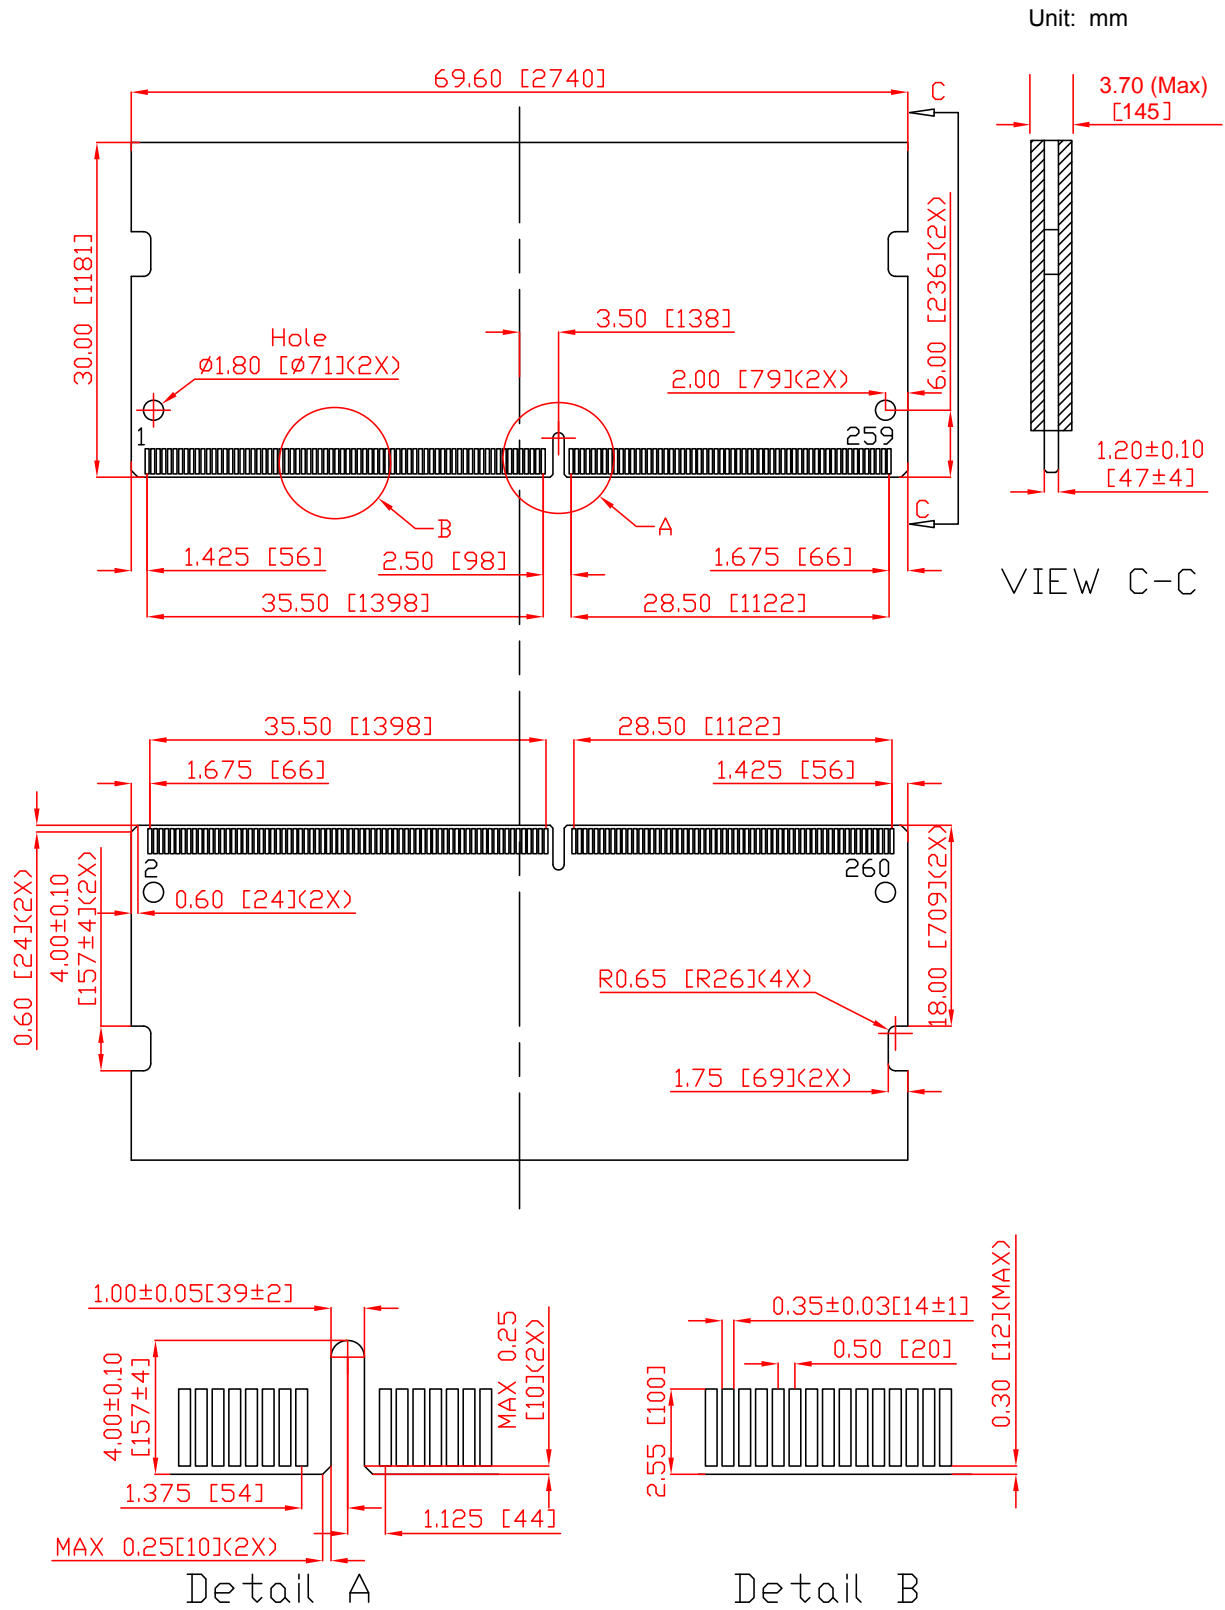 Unit: mm
69.60 [2740]
C
3.70 (Max)
[145]
30.00 [1181]
6.00 [236](2X)
3.50 [138]
Hole
Ø1.80 [Ø71](2X)
2.00 [79](2X)
1
259
1.20±0.10
[47±4]
B
A
C
1.425 [56]
2.50 [98]
1.675 [66]
35.50 [1398]
28.50 [1122]
VIEW C-C
35.50 [1398]
28.50 [1122]
1.675 [66]
1.425 [56]
2
260
0.60 [24](2X)
4.00±0.10
[157±4](2X)
0.60 [24](2X)
18.00 [709](2X)
R0.65 [R26](4X)
1.75 [69](2X)
1.00±0.05[39±2]
4.00±0.10
[157±4]
MAX 0.25
[10](2X)
1.375 [54]
1.125 [44]
MAX 0.25[10](2X)
Detail A
0.35±0.03[14±1]
0.50 [20]
2.55 [100]
0.30 [12](MAX)
Detail B